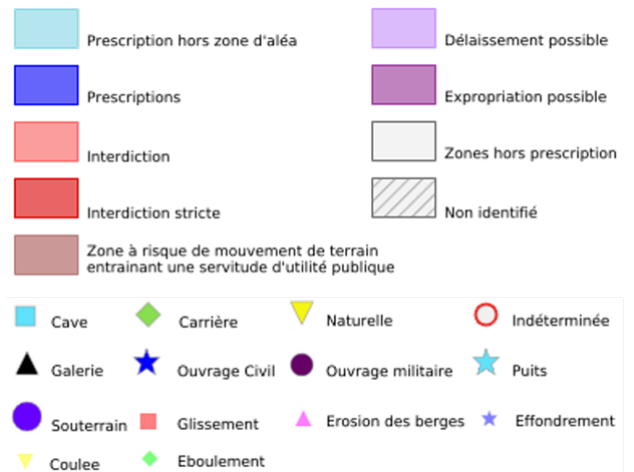 Prescription hors zone d'aléa
Délaissement possible
Prescriptions
Expropriation possible
Interdiction
Zones hors prescription
Interdiction stricte
Non identifié
Zone à risque de mouvement de terrain
entrainant une servitude d'utilité publique
Cave
Carrière
Naturelle
Indéterminée
Galerie
Ouvrage Civil
Ouvrage militaire
Puits
Souterrain
Glissement
Erosion des berges
Effondrement
Coulee
Eboulement